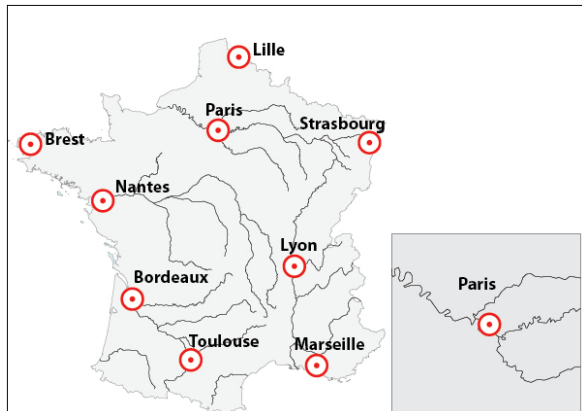 Lille
Paris
Strasbourg
Brest
Nantes
Lyon
Bordeaux
Toulouse
Marseille
Paris